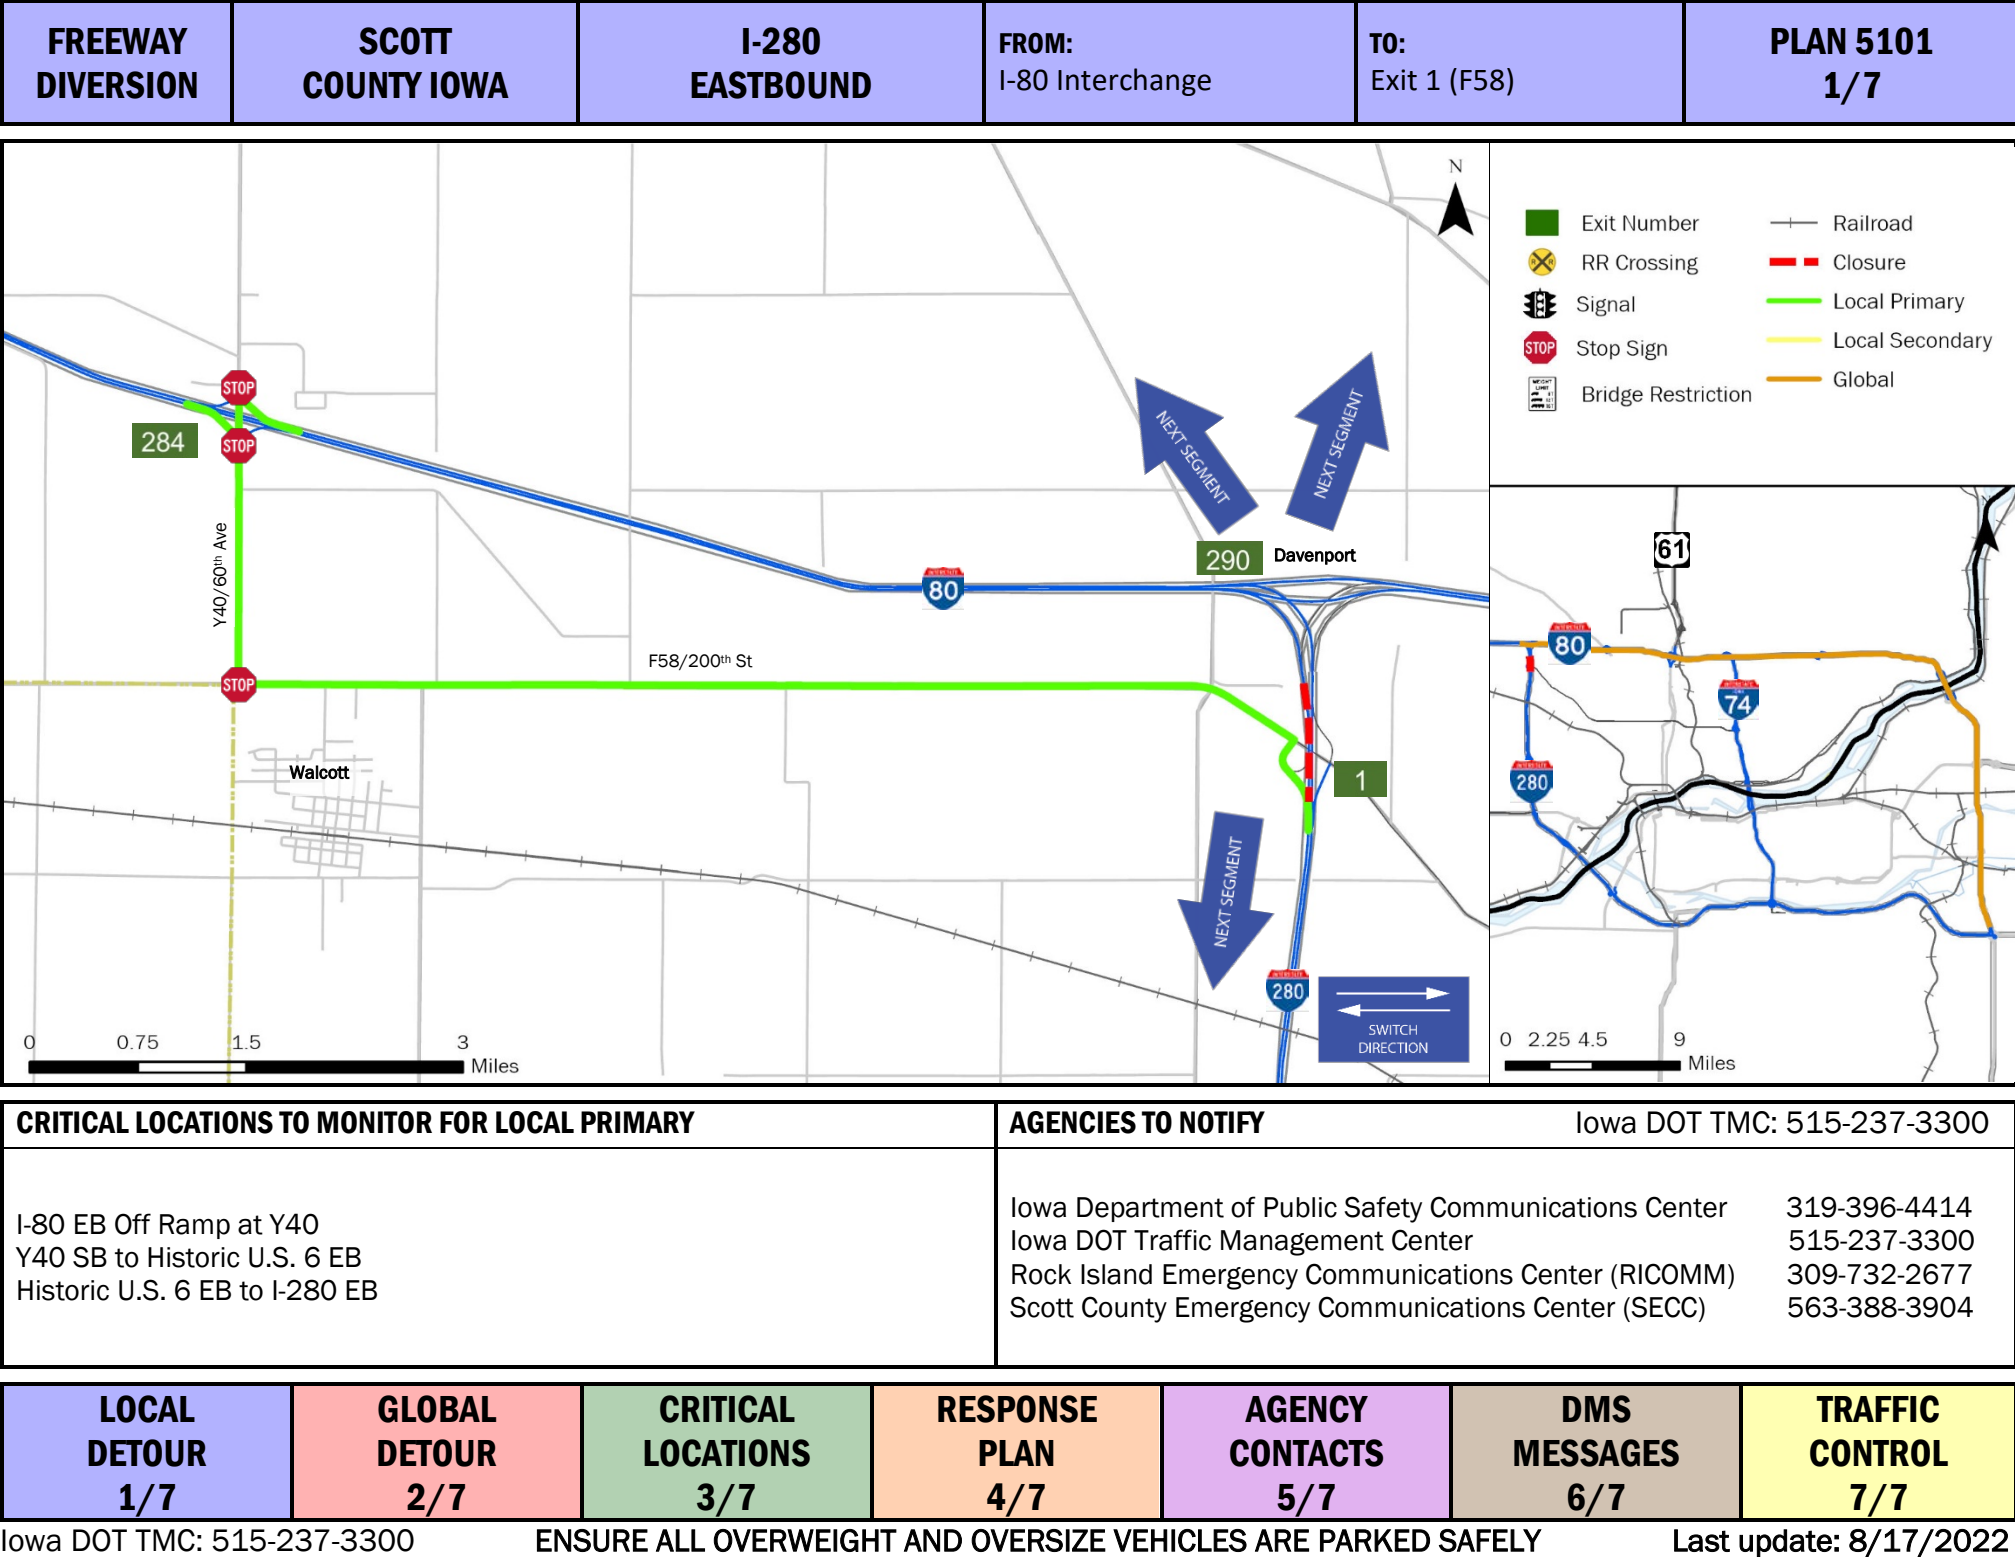 FREEWAY
DIVERSION
SCOTT
COUNTY IOWA
I-280
EASTBOUND
FROM:
I-80 Interchange
TO:
Exit 1 (F58)
PLAN 5101
1/7
N
STOP
284
STOP
Y40/60th Ave
NEXT SEGMENT
NEXT SEGMENT
290
Davenport
INTERSTATE
80
F58/200th St
STOP
Walcott
1
NEXT SEGMENT
INTERSTATE
280
SWITCH
DIRECTION
0 0.75 1.5 3
Miles
Exit Number
Railroad
RR Crossing
Closure
Signal
Local Primary
STOP
Stop Sign
Local Secondary
WEIGHT
LIMIT
Bridge Restriction
Global
N
61
INTERSTATE
80
INTERSTATE
74
INTERSTATE
280
0 2.25 4.5 9
Miles
CRITICAL LOCATIONS TO MONITOR FOR LOCAL PRIMARY
I-80 EB Off Ramp at Y40
Y40 SB to Historic U.S. 6 EB
Historic U.S. 6 EB to I-280 EB
AGENCIES TO NOTIFY Iowa DOT TMC: 515-237-3300
Iowa Department of Public Safety Communications Center 319-396-4414
Iowa DOT Traffic Management Center 515-237-3300
Rock Island Emergency Communications Center (RICOMM) 309-732-2677
Scott County Emergency Communications Center (SECC) 563-388-3904
LOCAL
DETOUR
1/7
GLOBAL
DETOUR
2/7
CRITICAL
LOCATIONS
3/7
RESPONSE
PLAN
4/7
AGENCY
CONTACTS
5/7
DMS
MESSAGES
6/7
TRAFFIC
CONTROL
7/7
Iowa DOT TMC: 515-237-3300 ENSURE ALL OVERWEIGHT AND OVERSIZE VEHICLES ARE PARKED SAFELY Last update: 8/17/2022